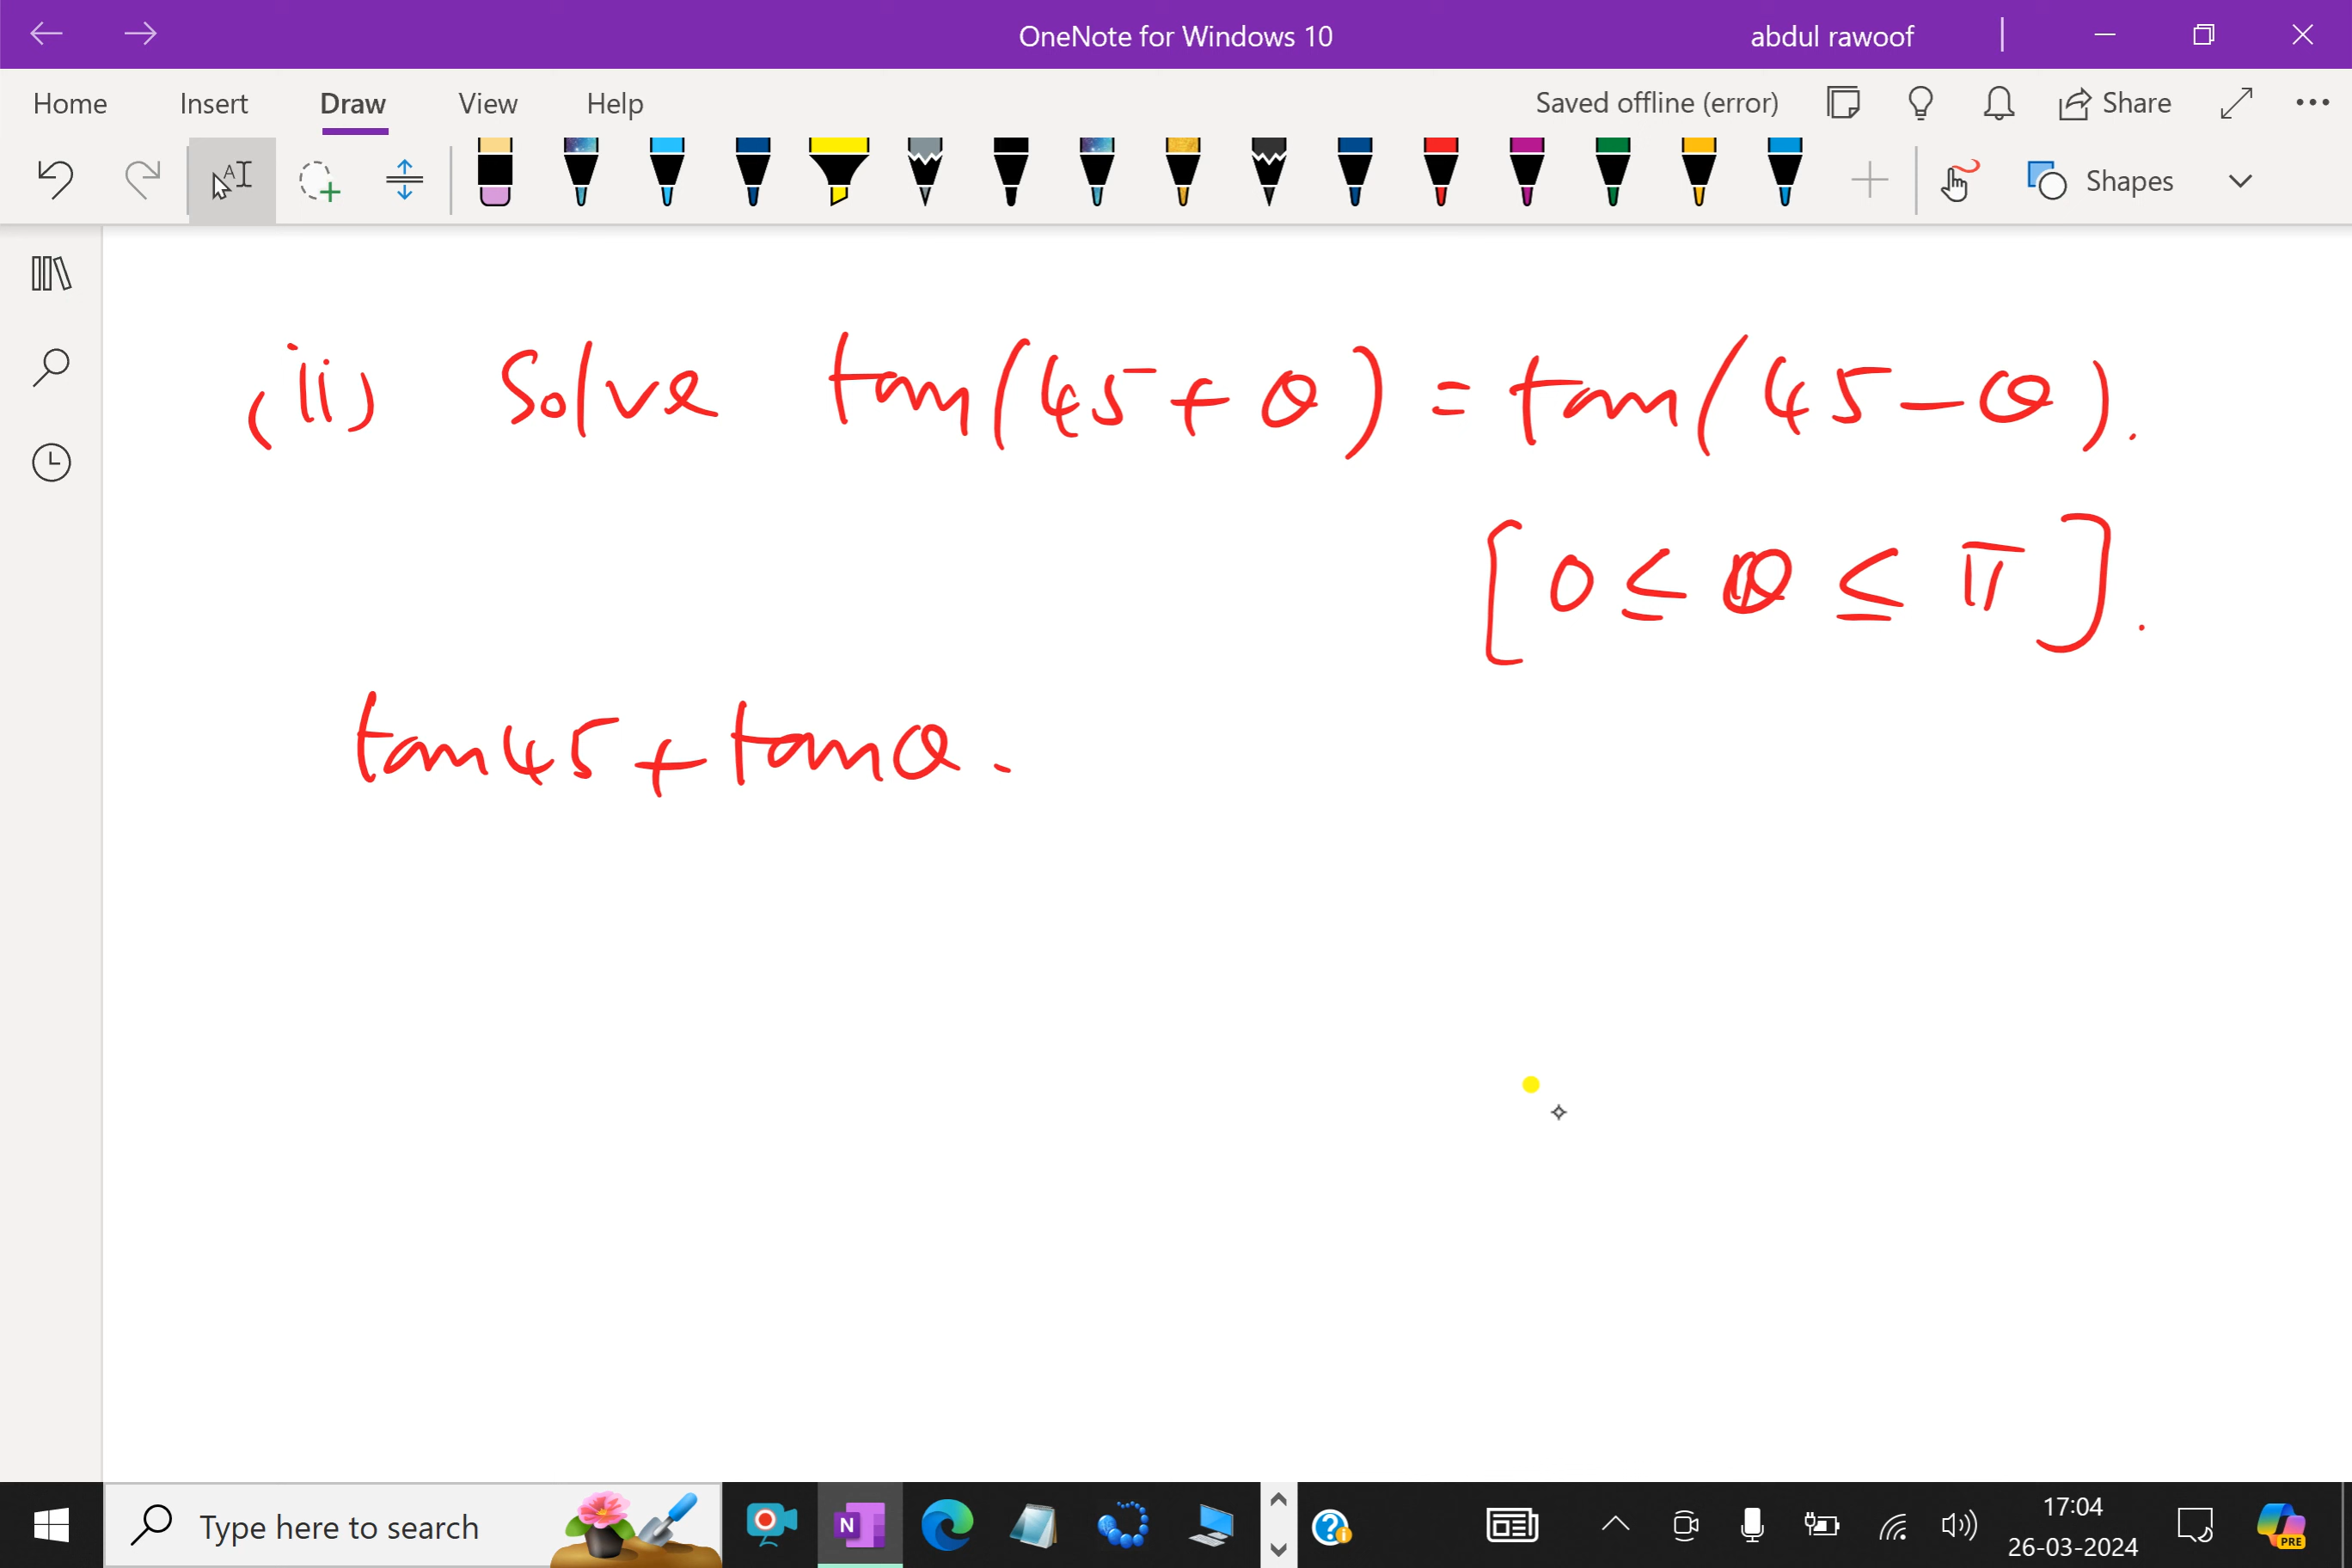 OneNote for Windows 10 abdul rawoof
Home Insert Draw View Help Saved offline (error) Share
Shapes
(ii) Solve tan(45+θ) = tan(45-θ).
[0 ≤ θ ≤ π].
tan45+tanθ.
Type here to search N 17:04
PRE
26-03-2024